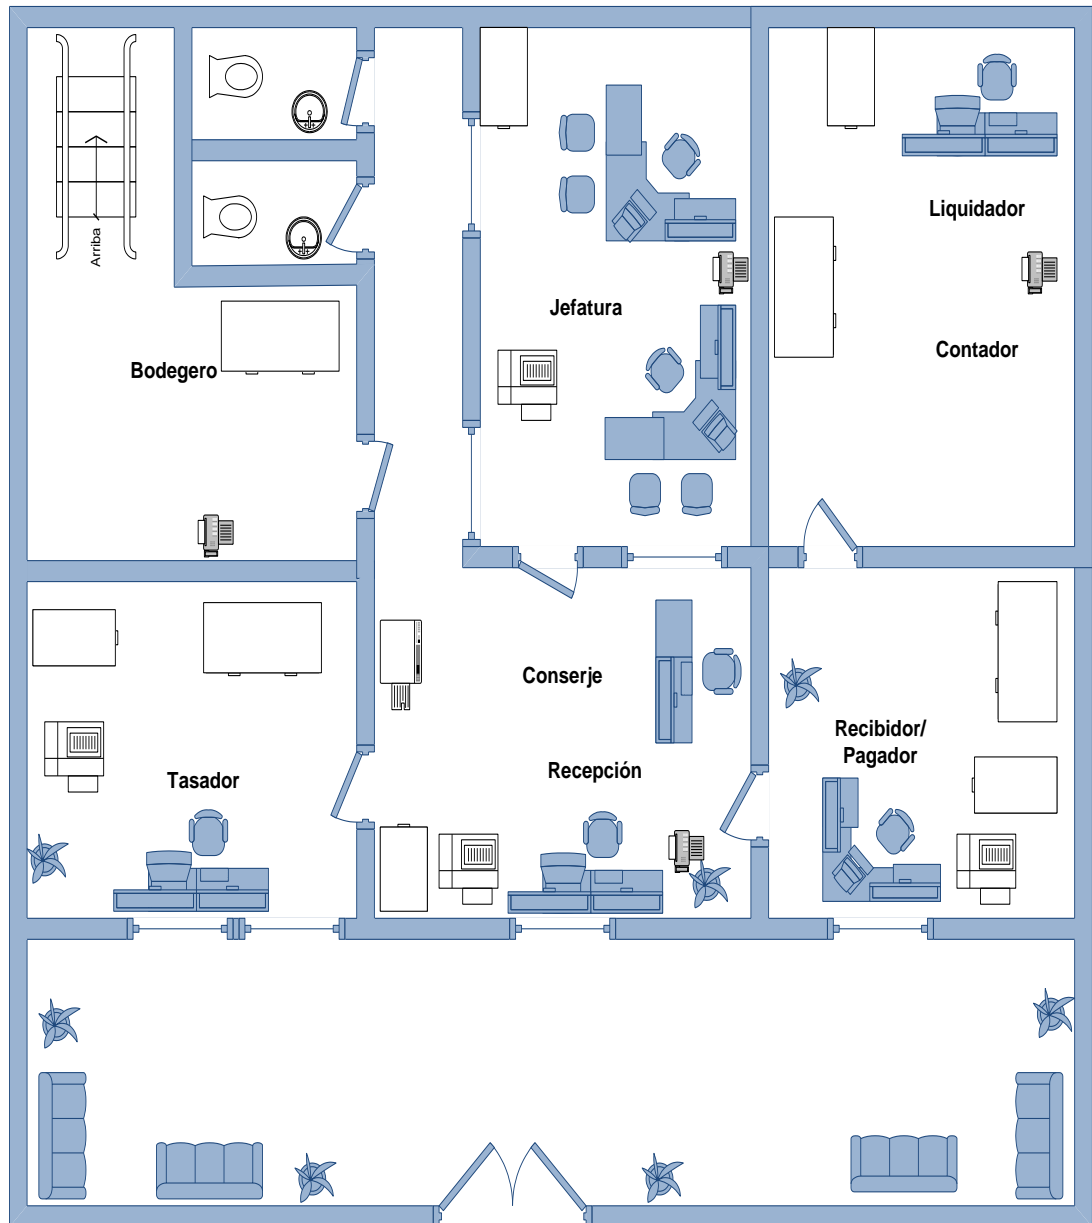 Arriba
Liquidador
Jefatura
Contador
Bodegero
Conserje
Recibidor/
Pagador
Recepción
Tasador